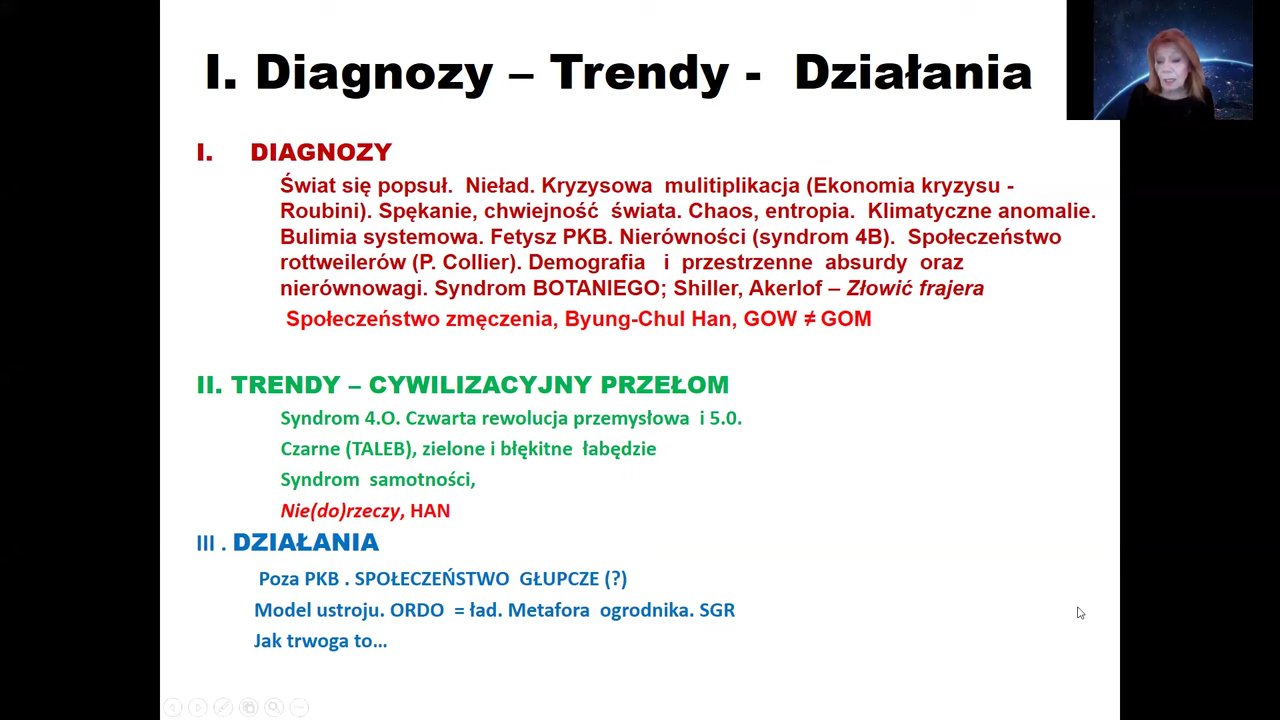 I. Diagnozy – Trendy - Działania
I. DIAGNOZY
Świat się popsuł. Nieład. Kryzysowa mulitiplikacja (Ekonomia kryzysu -
Roubini). Spękanie, chwiejność świata. Chaos, entropia. Klimatyczne anomalie.
Bulimia systemowa. Fetysz PKB. Nierówności (syndrom 4B). Społeczeństwo
rottweilerów (P. Collier). Demografia i przestrzenne absurdy oraz
nierównowagi. Syndrom BOTANIEGO; Shiller, Akerlof – Złowić frajera
Społeczeństwo zmęczenia, Byung-Chul Han, GOW ≠ GOM
II. TRENDY – CYWILIZACYJNY PRZEŁOM
Syndrom 4.O. Czwarta rewolucja przemysłowa i 5.0.
Czarne (TALEB), zielone i błękitne łabędzie
Syndrom samotności,
Nie(do)rzeczy, HAN
III . DZIAŁANIA
Poza PKB . SPOŁECZEŃSTWO GŁUPCZE (?)
Model ustroju. ORDO = ład. Metafora ogrodnika. SGR
Jak trwoga to...